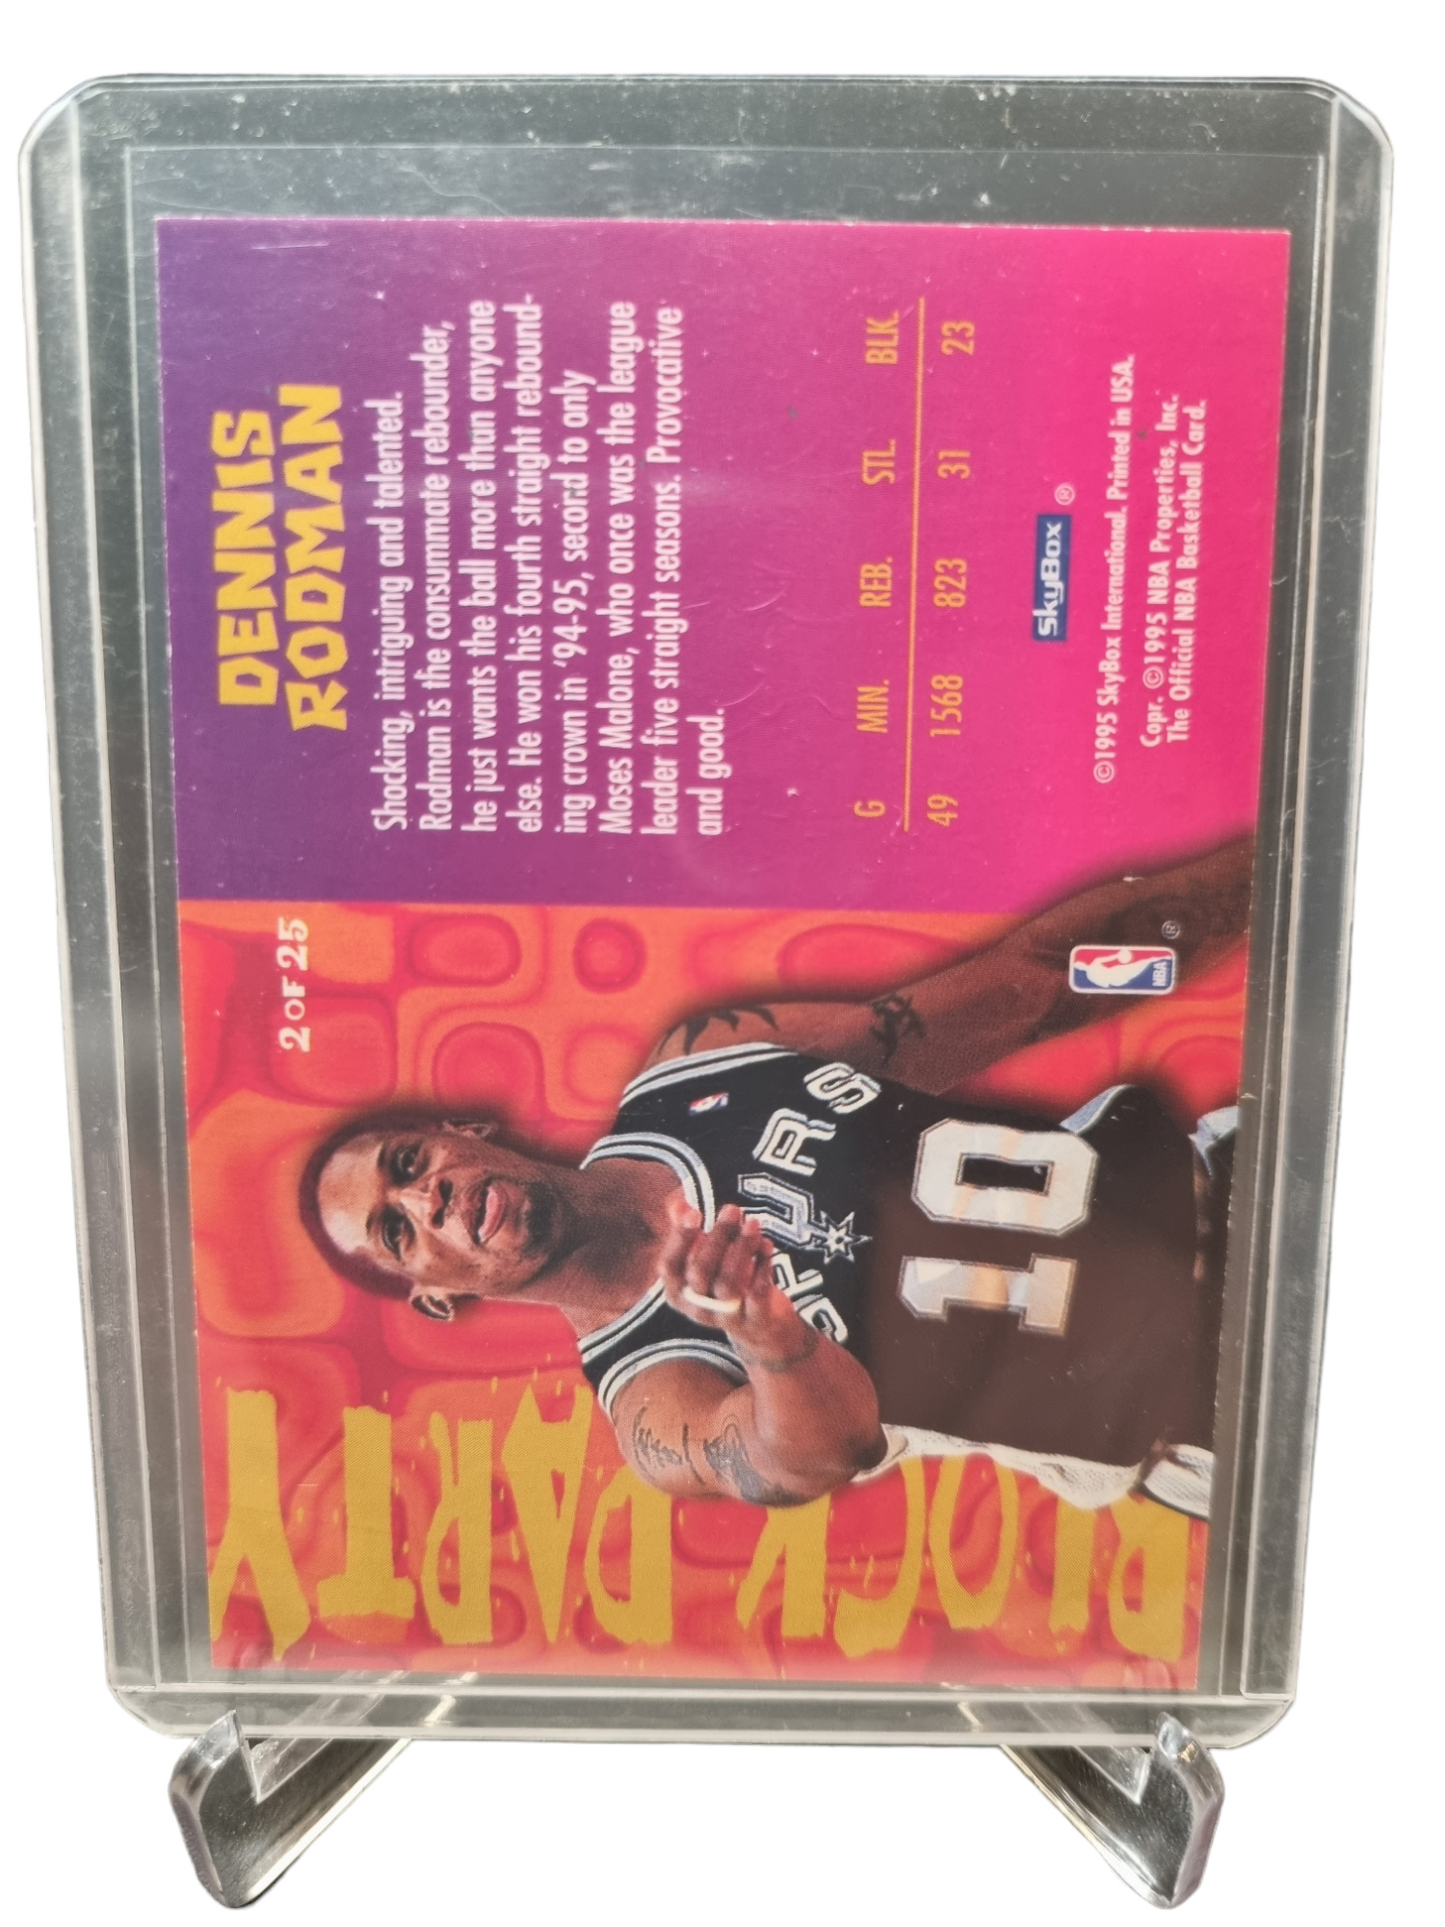 DENNIS
RODMAN
Shocking, intriguing and talented.
Rodman is the consummate rebounder,
he just wants the ball more than anyone
else. He won his fourth straight rebound-
ing crown in '94-95, second to only
Moses Malone, who once was the league
leader five straight seasons. Provocative
and good.
G MIN. REB. STL. BLK.
49 1568 823 31 23
SkyBox ®
©1995 SkyBox International. Printed in USA.
Copr. ©1995 NBA Properties, Inc.
The Official NBA Basketball Card.
2 OF 25
SPURS
10
NBA ®
BLOCK PARTY